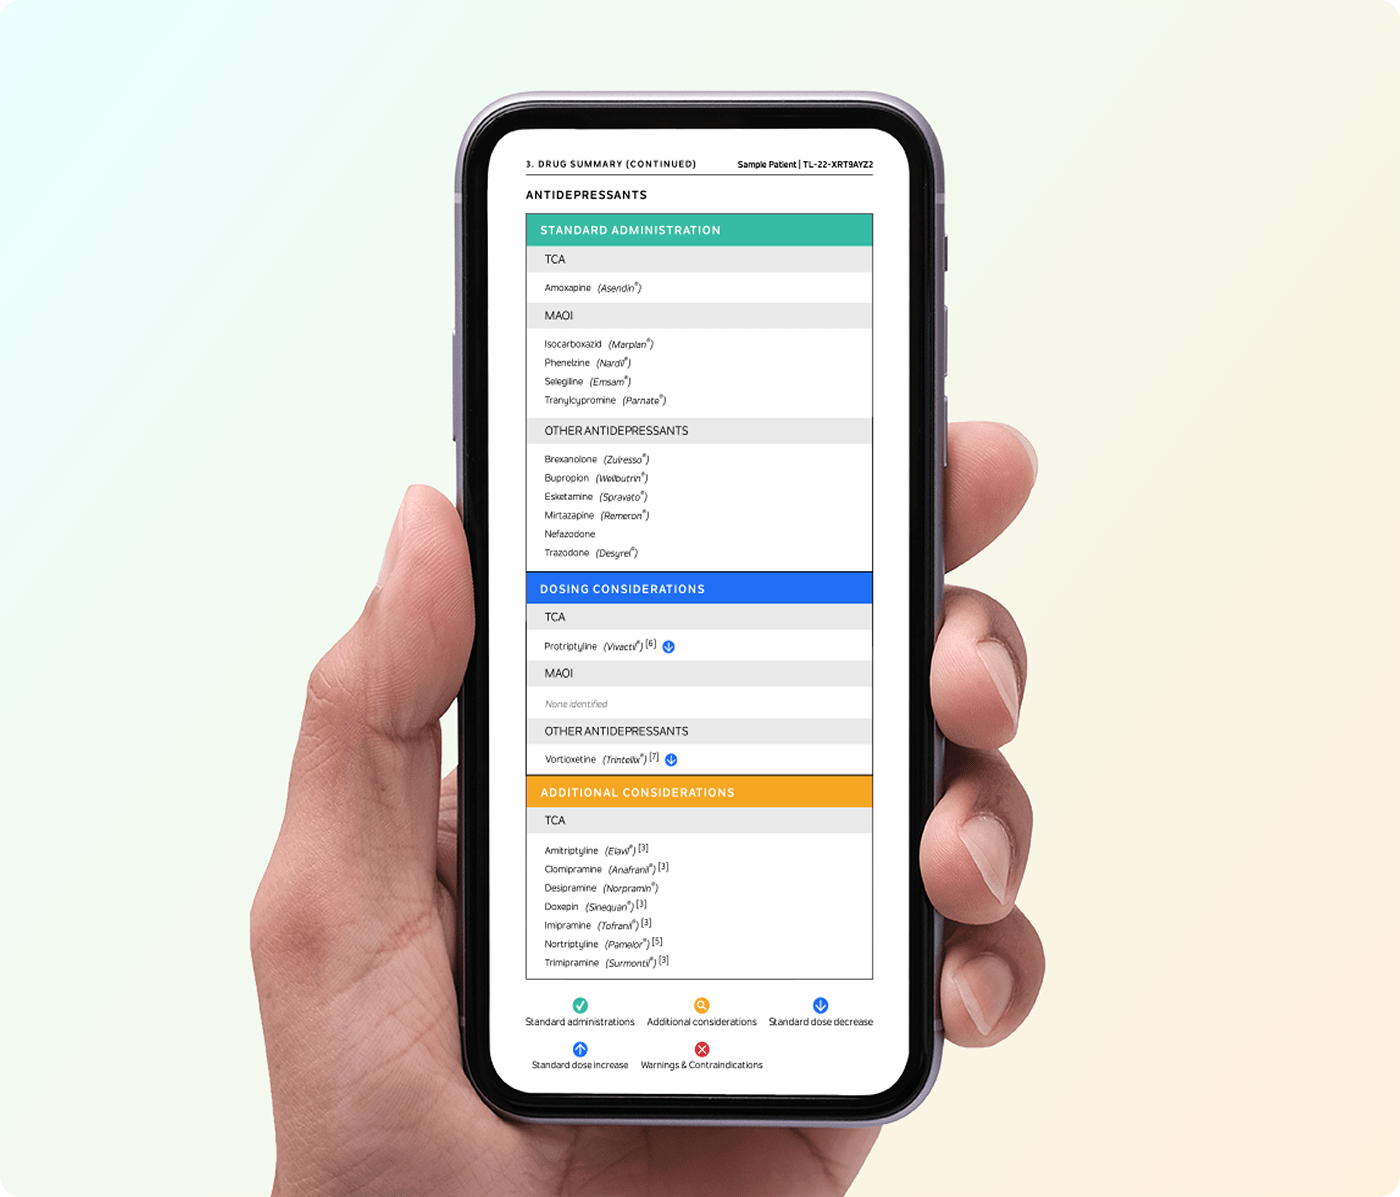 3. DRUG SUMMARY (CONTINUED) Sample Patient | TL-22-XRT9AYZ2
ANTIDEPRESSANTS
STANDARD ADMINISTRATION
TCA
Amoxapine (Asendin®)
MAOI
Isocarboxazid (Marplan®)
Phenelzine (Nardil®)
Selegiline (Emsam®)
Tranylcypromine (Parnate®)
OTHER ANTIDEPRESSANTS
Brexanolone (Zulresso®)
Bupropion (Wellbutrin®)
Esketamine (Spravato®)
Mirtazapine (Remeron®)
Nefazodone
Trazodone (Desyrel®)
DOSING CONSIDERATIONS
TCA
Protriptyline (Vivactil®) [6]
MAOI
None identified
OTHER ANTIDEPRESSANTS
Vortioxetine (Trintellix®) [7]
ADDITIONAL CONSIDERATIONS
TCA
Amitriptyline (Elavil®) [3]
Clomipramine (Anafranil®) [3]
Desipramine (Norpramin®)
Doxepin (Sinequan®) [3]
Imipramine (Tofranil®) [3]
Nortriptyline (Pamelor®) [5]
Trimipramine (Surmontil®) [3]
Standard administrations Additional considerations Standard dose decrease
Standard dose increase Warnings & Contraindications